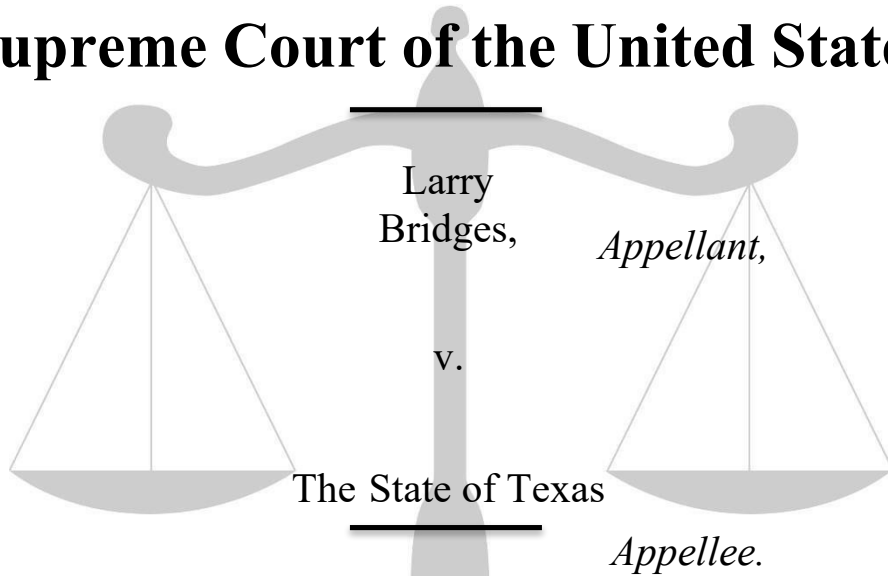 upreme Court of the United State
Larry
Bridges,
Appellant,
v.
The State of Texas
Appellee.